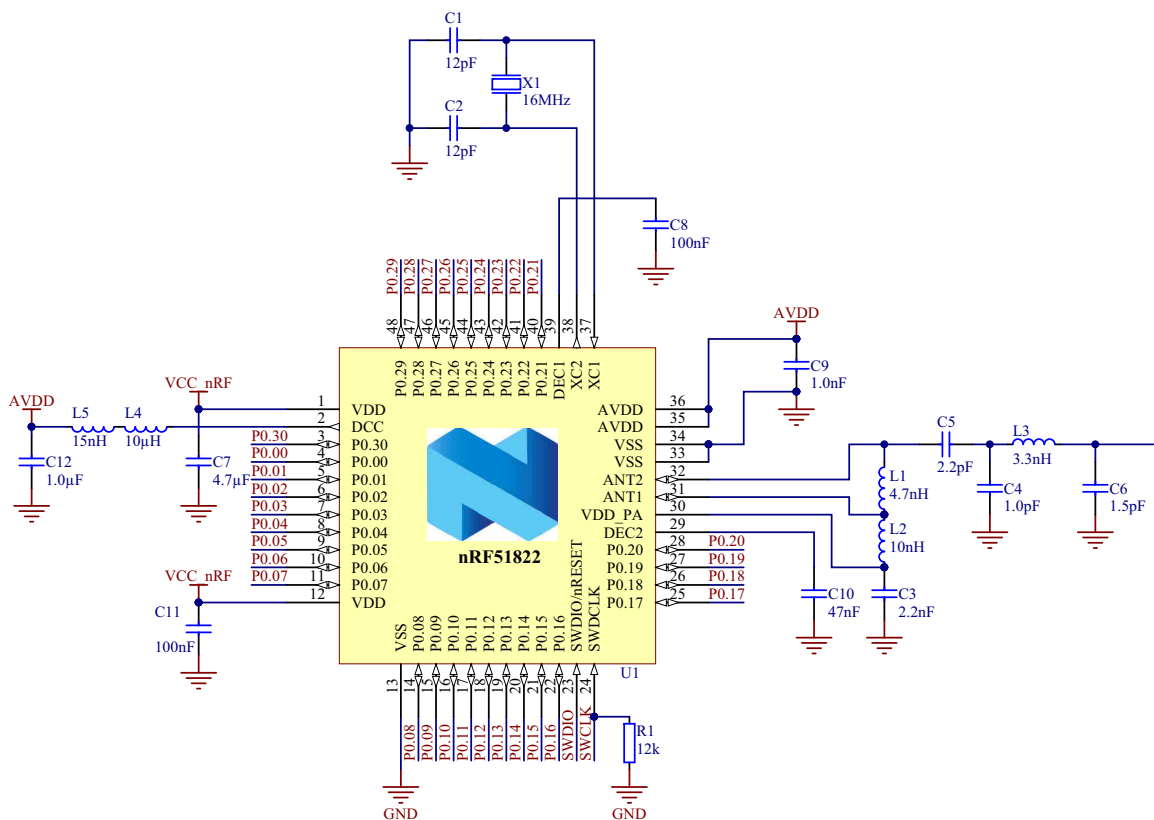 C1
12pF
X1
16MHz
C2
12pF
C8
100nF
P0.29
P0.28
P0.27
P0.26
P0.25
P0.24
P0.23
P0.22
P0.21
48
47
46
45
44
43
42
41
40
39
38
37
P0.29
P0.28
P0.27
P0.26
P0.25
P0.24
P0.23
P0.22
P0.21
DEC1
XC2
XC1
AVDD
C9
1.0nF
VCC_nRF
AVDD
L5
15nH
L4
10µH
C12
1.0µF
C7
4.7µF
P0.30
P0.00
P0.01
P0.02
P0.03
P0.04
P0.05
P0.06
P0.07
VCC_nRF
C11
100nF
1
2
3
4
5
6
7
8
9
10
11
12
VDD
DCC
P0.30
P0.00
P0.01
P0.02
P0.03
P0.04
P0.05
P0.06
P0.07
VDD
nRF51822
AVDD
AVDD
VSS
VSS
ANT2
ANT1
VDD_PA
DEC2
P0.20
P0.19
P0.18
P0.17
36
35
34
33
32
31
30
29
28
27
26
25
P0.20
P0.19
P0.18
P0.17
C5
2.2pF
L3
3.3nH
L1
4.7nH
C4
1.0pF
C6
1.5pF
L2
10nH
C10
47nF
C3
2.2nF
VSS
P0.08
P0.09
P0.10
P0.11
P0.12
P0.13
P0.14
P0.15
P0.16
SWDIO/nRESET
SWDCLK
U1
13
14
15
16
17
18
19
20
21
22
23
24
P0.08
P0.09
P0.10
P0.11
P0.12
P0.13
P0.14
P0.15
P0.16
SWDIO
SWCLK
R1
12k
GND
GND